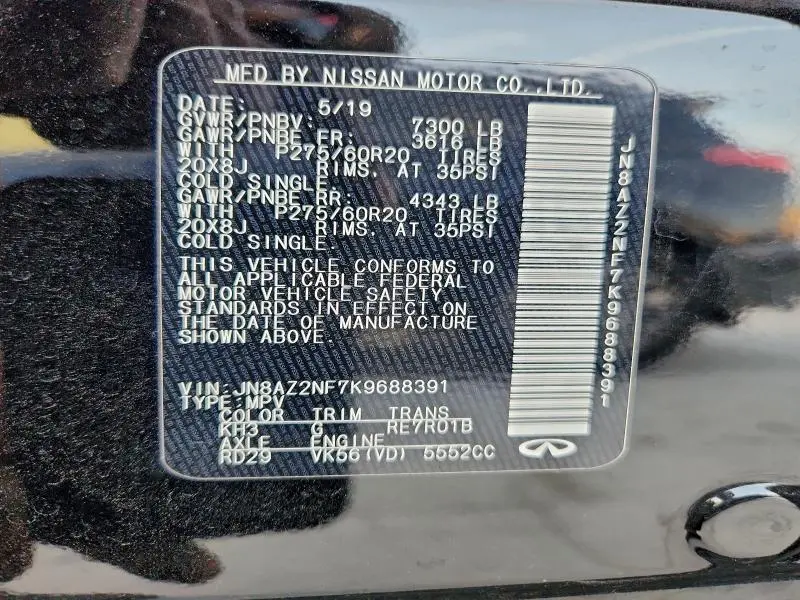 MFD BY NISSAN MOTOR CO.,LTD.
DATE: 5/19
GVWR/PNBV: 7300 LB
GAWR/PNBE FR: 3616 LB
WITH P275/60R20 TIRES
20X8J RIMS. AT 35PSI
COLD SINGLE.
GAWR/PNBE RR: 4343 LB
WITH P275/60R20 TIRES
20X8J RIMS. AT 35PSI
COLD SINGLE.
THIS VEHICLE CONFORMS TO
ALL APPLICABLE FEDERAL
MOTOR VEHICLE SAFETY
STANDARDS IN EFFECT ON
THE DATE OF MANUFACTURE
SHOWN ABOVE.
VIN: JN8AZ2NF7K9688391
TYPE: MPV
COLOR TRIM TRANS
KH3 G RE7R01B
AXLE ENGINE
RD29 VK56(VD) 5552CC
JN8AZ2NF7K9688391